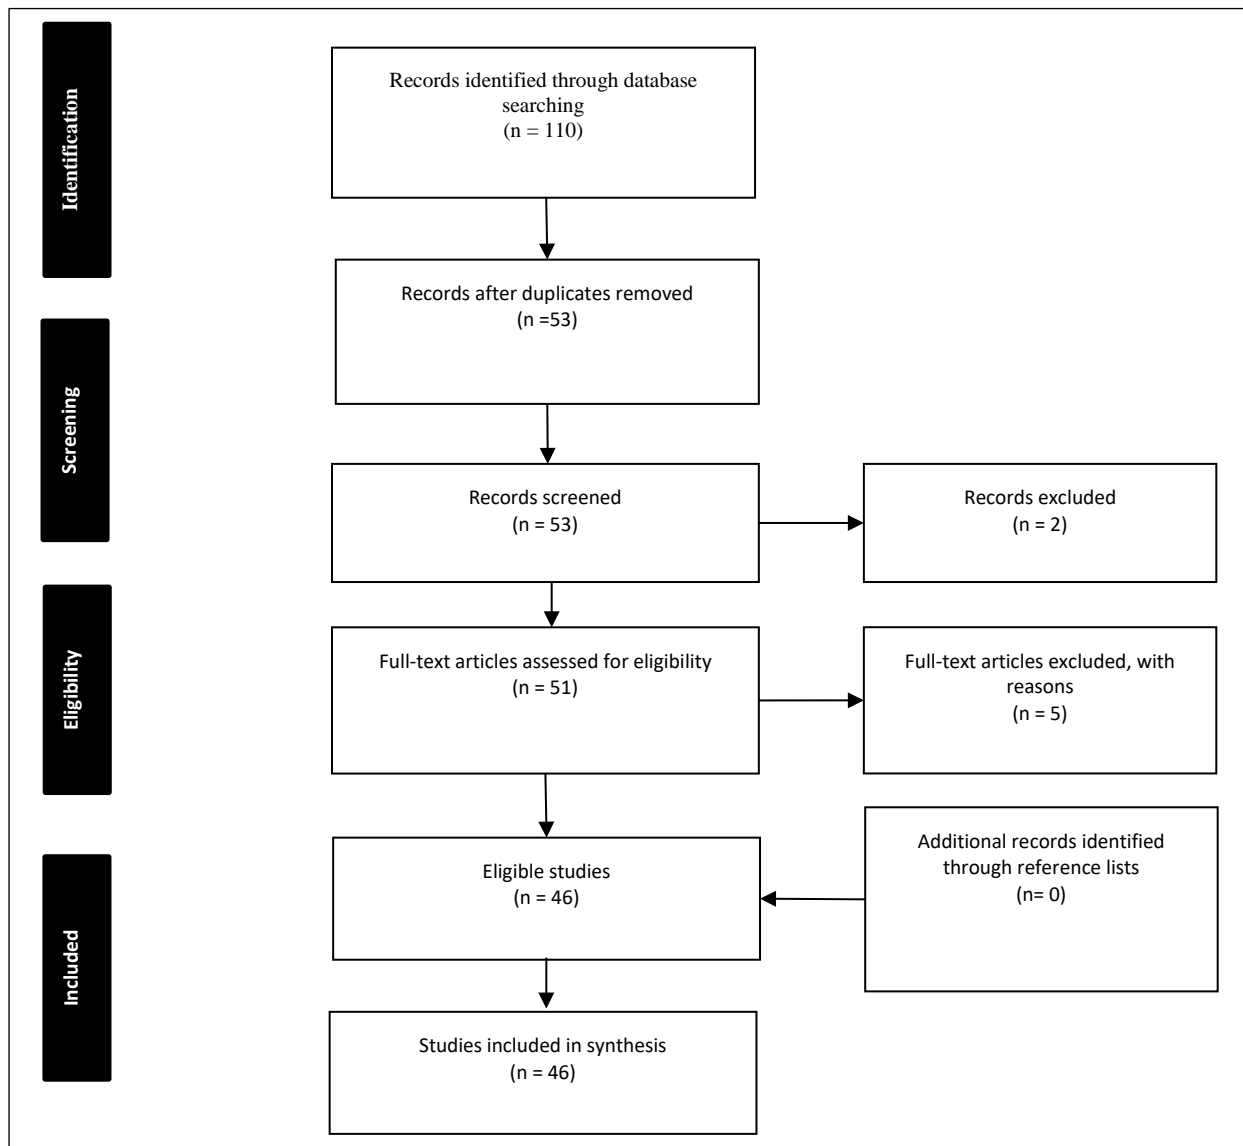 Identification
Records identified through database
searching
(n = 110)
Records after duplicates removed
(n =53)
Screening
Records screened
(n = 53)
Records excluded
(n = 2)
Eligibility
Full-text articles assessed for eligibility
(n = 51)
Full-text articles excluded, with
reasons
(n = 5)
Included
Eligible studies
(n = 46)
Additional records identified
through reference lists
(n= 0)
Studies included in synthesis
(n = 46)